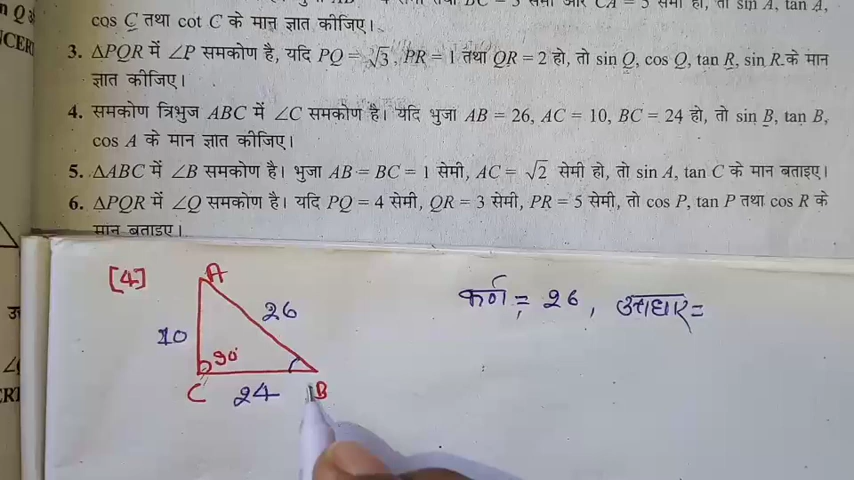 cos C तथा cot C के मान ज्ञात कीजिए।
3. ΔPQR में ∠P समकोण है, यदि PQ = √3, PR = 1 तथा QR = 2 हो, तो sin Q, cos Q, tan R, sin R.के मान
ज्ञात कीजिए।
4. समकोण त्रिभुज ABC में ∠C समकोण है। यदि भुजा AB = 26, AC = 10, BC = 24 हो, तो sin B, tan B,
cos A के मान ज्ञात कीजिए।
5. ΔABC में ∠B समकोण है। भुजा AB = BC = 1 सेमी, AC = √2 सेमी हो, तो sin A, tan C के मान बताइए।
6. ΔPQR में ∠Q समकोण है। यदि PQ = 4 सेमी, QR = 3 सेमी, PR = 5 सेमी, तो cos P, tan P तथा cos R के
मान बताइए।
[4]
A
कर्ण = 26, आधार=
10
26
90°
C
24
B